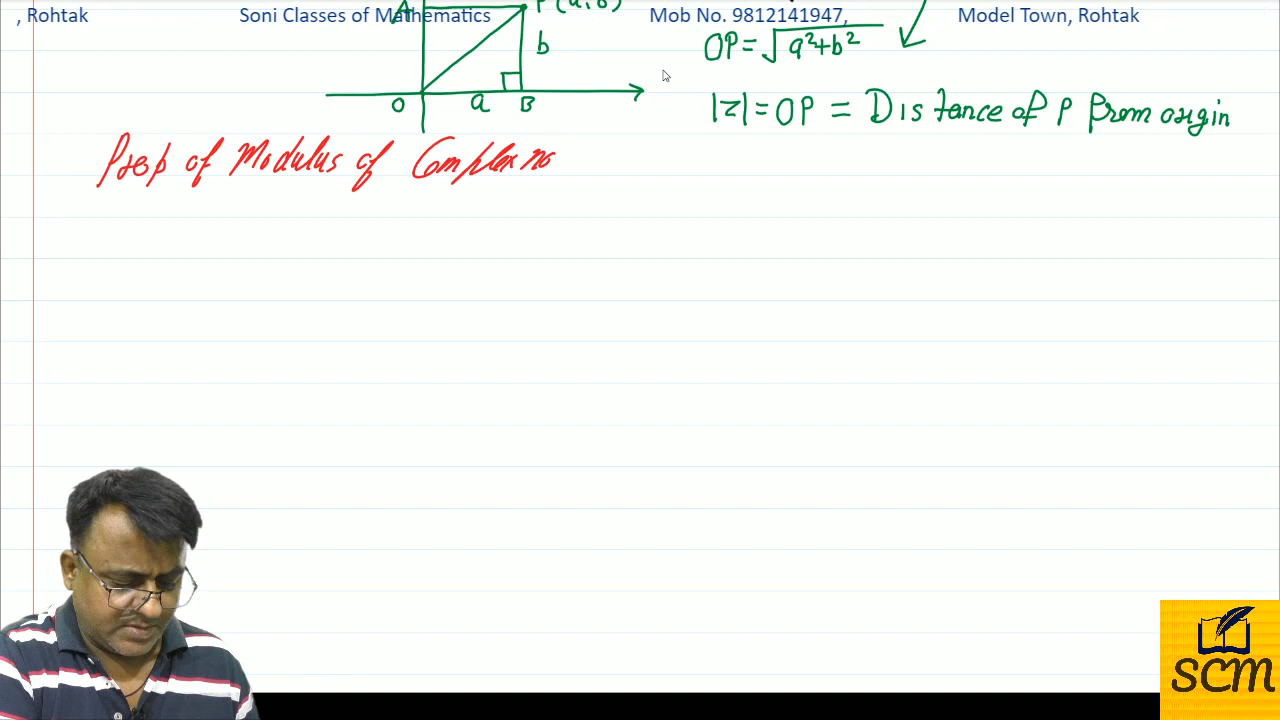 , Rohtak Soni Classes of Mathematics Mob No. 9812141947, Model Town, Rohtak
A P(a,b)
b
OP = √a²+b²
O a B
|z| = OP = Distance of P from origin
Prop of Modulus of Complex no
scm